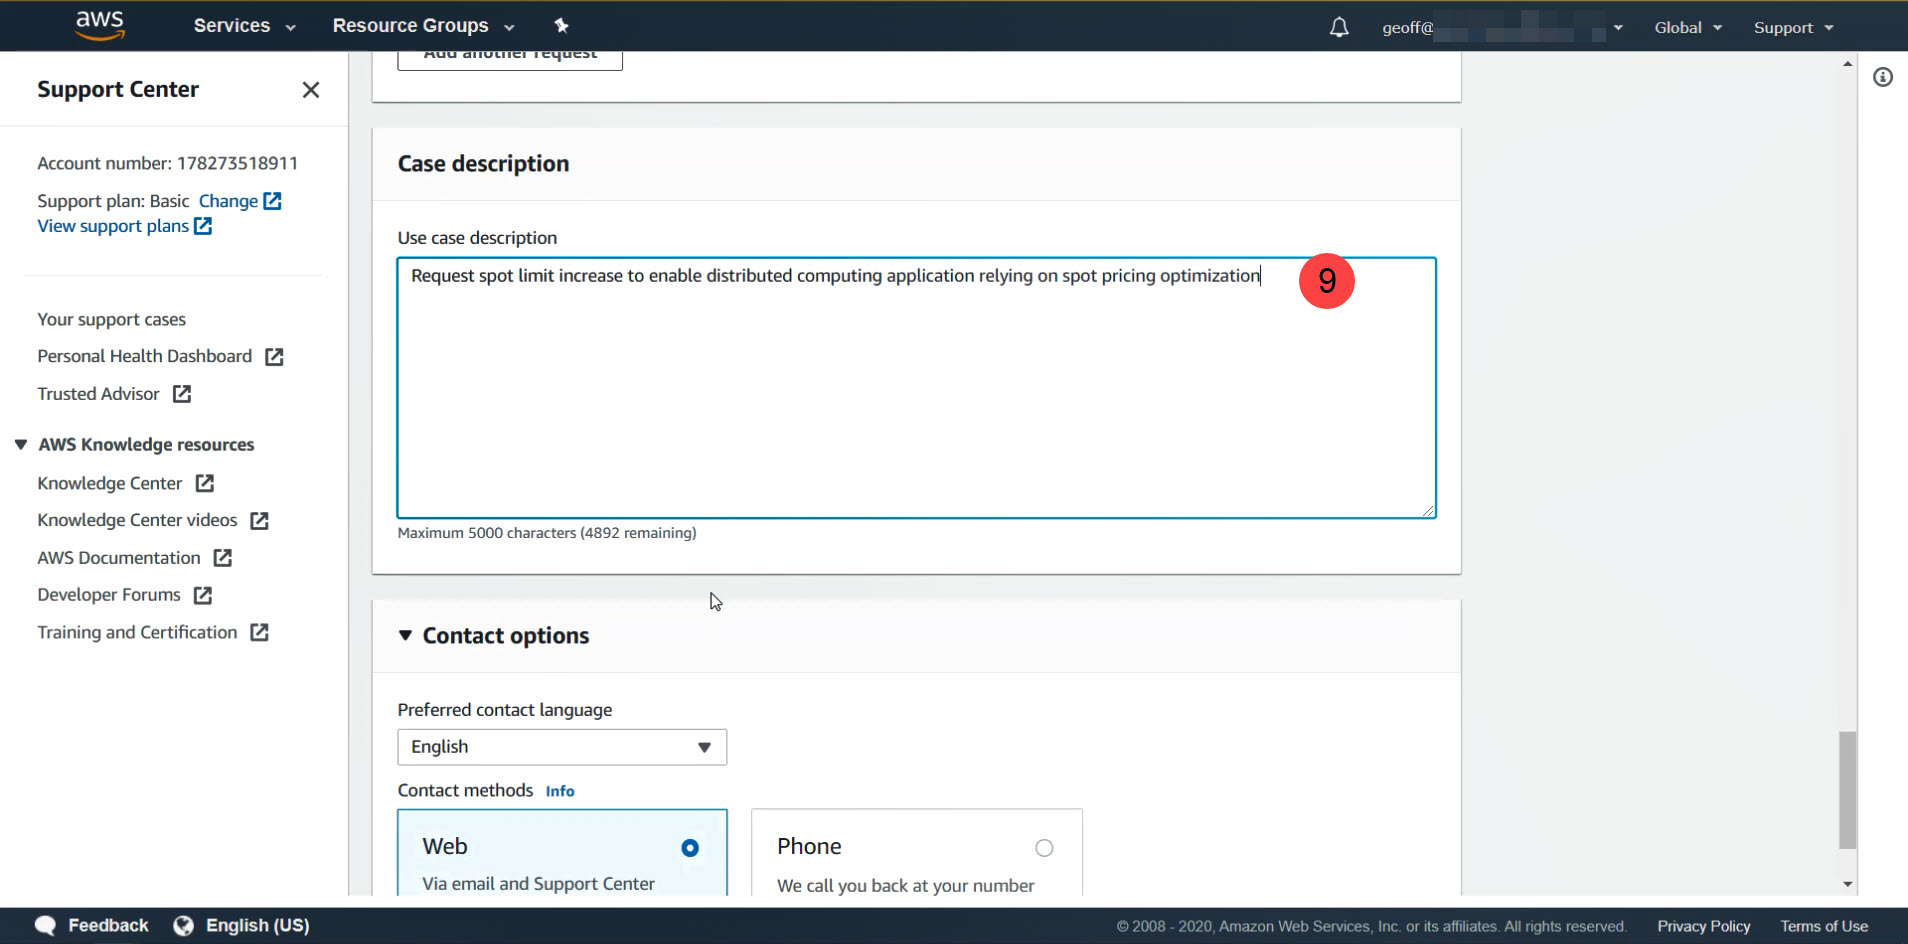 aws
Services
Resource Groups
geoff@
Global
Support
Support Center
Account number: 178273518911
Support plan: Basic Change
View support plans
Your support cases
Personal Health Dashboard
Trusted Advisor
AWS Knowledge resources
Knowledge Center
Knowledge Center videos
AWS Documentation
Developer Forums
Training and Certification
Add another request
Case description
Use case description
Request spot limit increase to enable distributed computing application relying on spot pricing optimization
9
Maximum 5000 characters (4892 remaining)
Contact options
Preferred contact language
English
Contact methods Info
Web
Via email and Support Center
Phone
We call you back at your number
Feedback
English (US)
© 2008 - 2020, Amazon Web Services, Inc. or its affiliates. All rights reserved.
Privacy Policy
Terms of Use